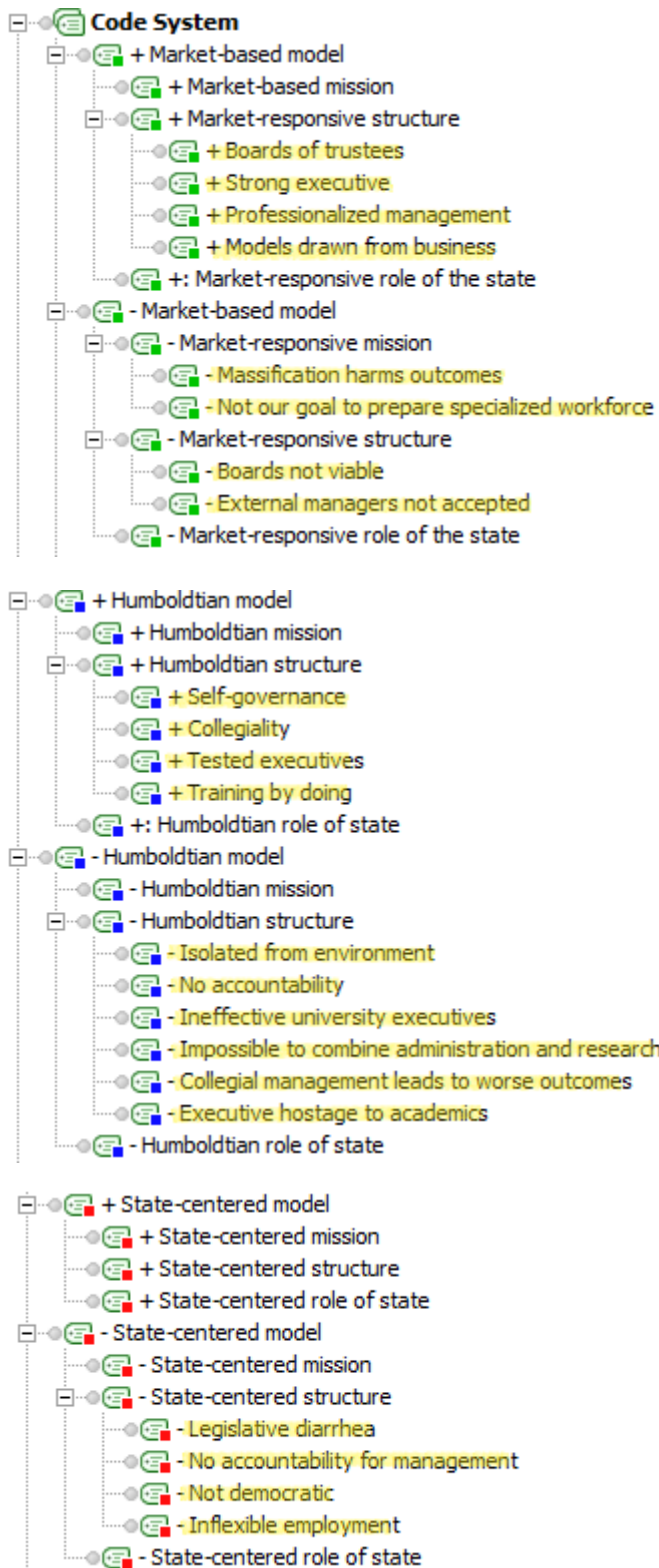 Code System
+ Market-based model
+ Market-based mission
+ Market-responsive structure
+ Boards of trustees
+ Strong executive
+ Professionalized management
+ Models drawn from business
+: Market-responsive role of the state
- Market-based model
- Market-responsive mission
- Massification harms outcomes
- Not our goal to prepare specialized workforce
- Market-responsive structure
- Boards not viable
- External managers not accepted
- Market-responsive role of the state
+ Humboldtian model
+ Humboldtian mission
+ Humboldtian structure
+ Self-governance
+ Collegiality
+ Tested executives
+ Training by doing
+: Humboldtian role of state
- Humboldtian model
- Humboldtian mission
- Humboldtian structure
- Isolated from environment
- No accountability
- Ineffective university executives
- Impossible to combine administration and research
- Collegial management leads to worse outcomes
- Executive hostage to academics
- Humboldtian role of state
+ State-centered model
+ State-centered mission
+ State-centered structure
+ State-centered role of state
- State-centered model
- State-centered mission
- State-centered structure
- Legislative diarrhea
- No accountability for management
- Not democratic
- Inflexible employment
- State-centered role of state